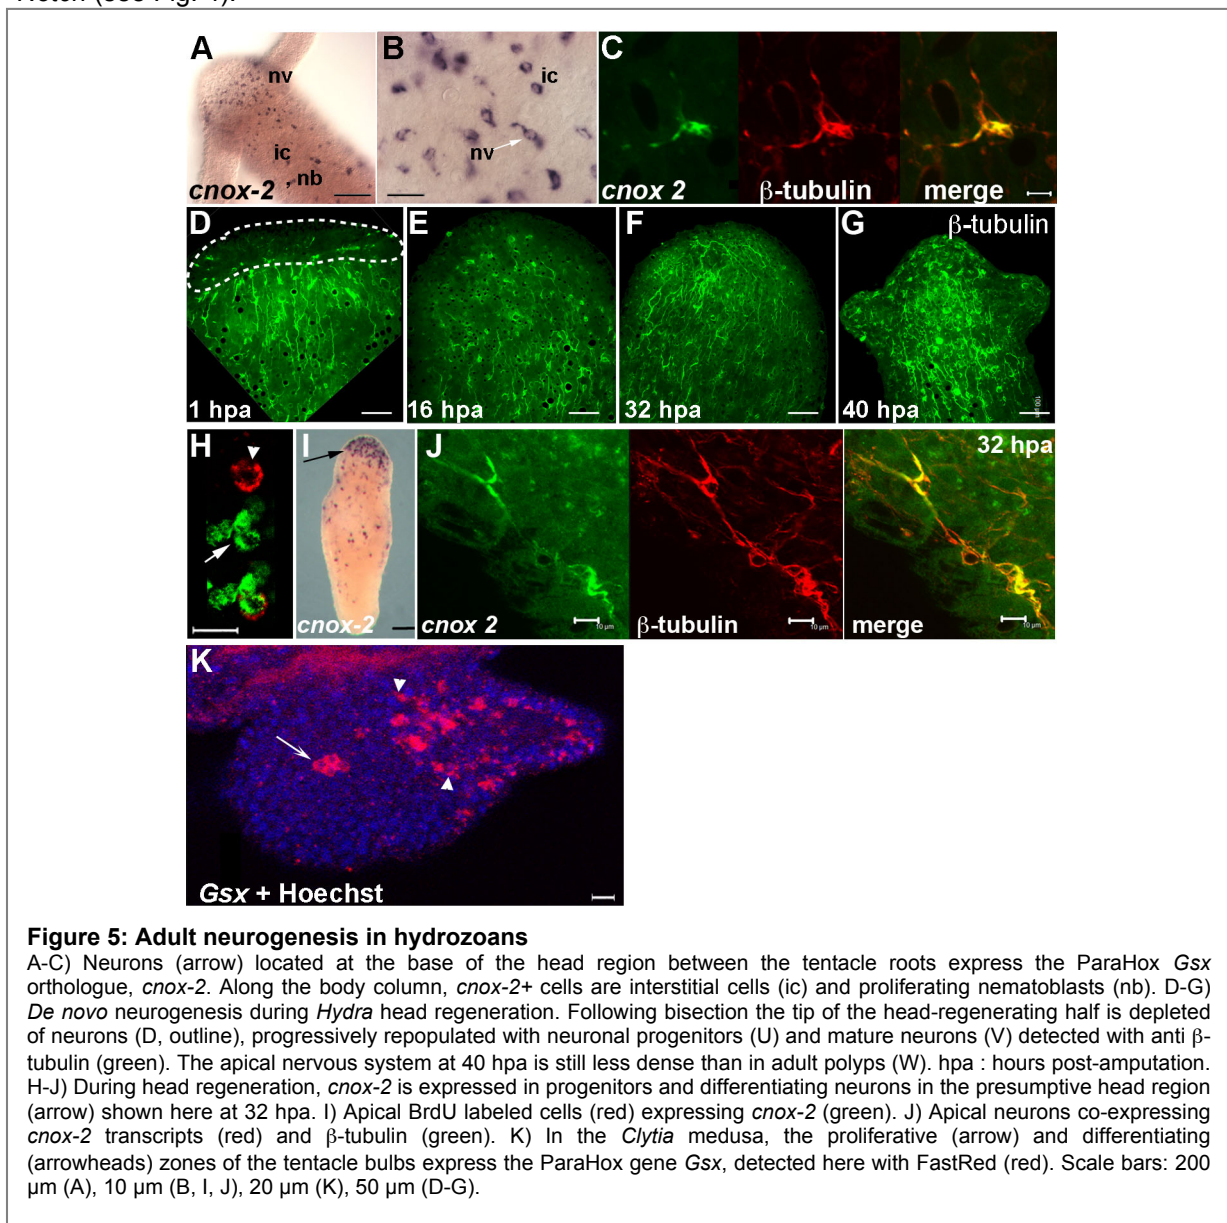 Notch (see Fig. 4).
A
nv
ic
, nb
cnox-2
B
ic
nv
C
cnox 2
β-tubulin
merge
D
1 hpa
E
16 hpa
F
32 hpa
G
β-tubulin
40 hpa
100 µm
H
I
cnox-2
J
32 hpa
cnox 2
10 µm
β-tubulin
10 µm
merge
10 µm
K
Gsx + Hoechst
Figure 5: Adult neurogenesis in hydrozoans
A-C) Neurons (arrow) located at the base of the head region between the tentacle roots express the ParaHox Gsx
orthologue, cnox-2. Along the body column, cnox-2+ cells are interstitial cells (ic) and proliferating nematoblasts (nb). D-G)
De novo neurogenesis during Hydra head regeneration. Following bisection the tip of the head-regenerating half is depleted
of neurons (D, outline), progressively repopulated with neuronal progenitors (U) and mature neurons (V) detected with anti β-
tubulin (green). The apical nervous system at 40 hpa is still less dense than in adult polyps (W). hpa : hours post-amputation.
H-J) During head regeneration, cnox-2 is expressed in progenitors and differentiating neurons in the presumptive head region
(arrow) shown here at 32 hpa. I) Apical BrdU labeled cells (red) expressing cnox-2 (green). J) Apical neurons co-expressing
cnox-2 transcripts (red) and β-tubulin (green). K) In the Clytia medusa, the proliferative (arrow) and differentiating
(arrowheads) zones of the tentacle bulbs express the ParaHox gene Gsx, detected here with FastRed (red). Scale bars: 200
µm (A), 10 µm (B, I, J), 20 µm (K), 50 µm (D-G).